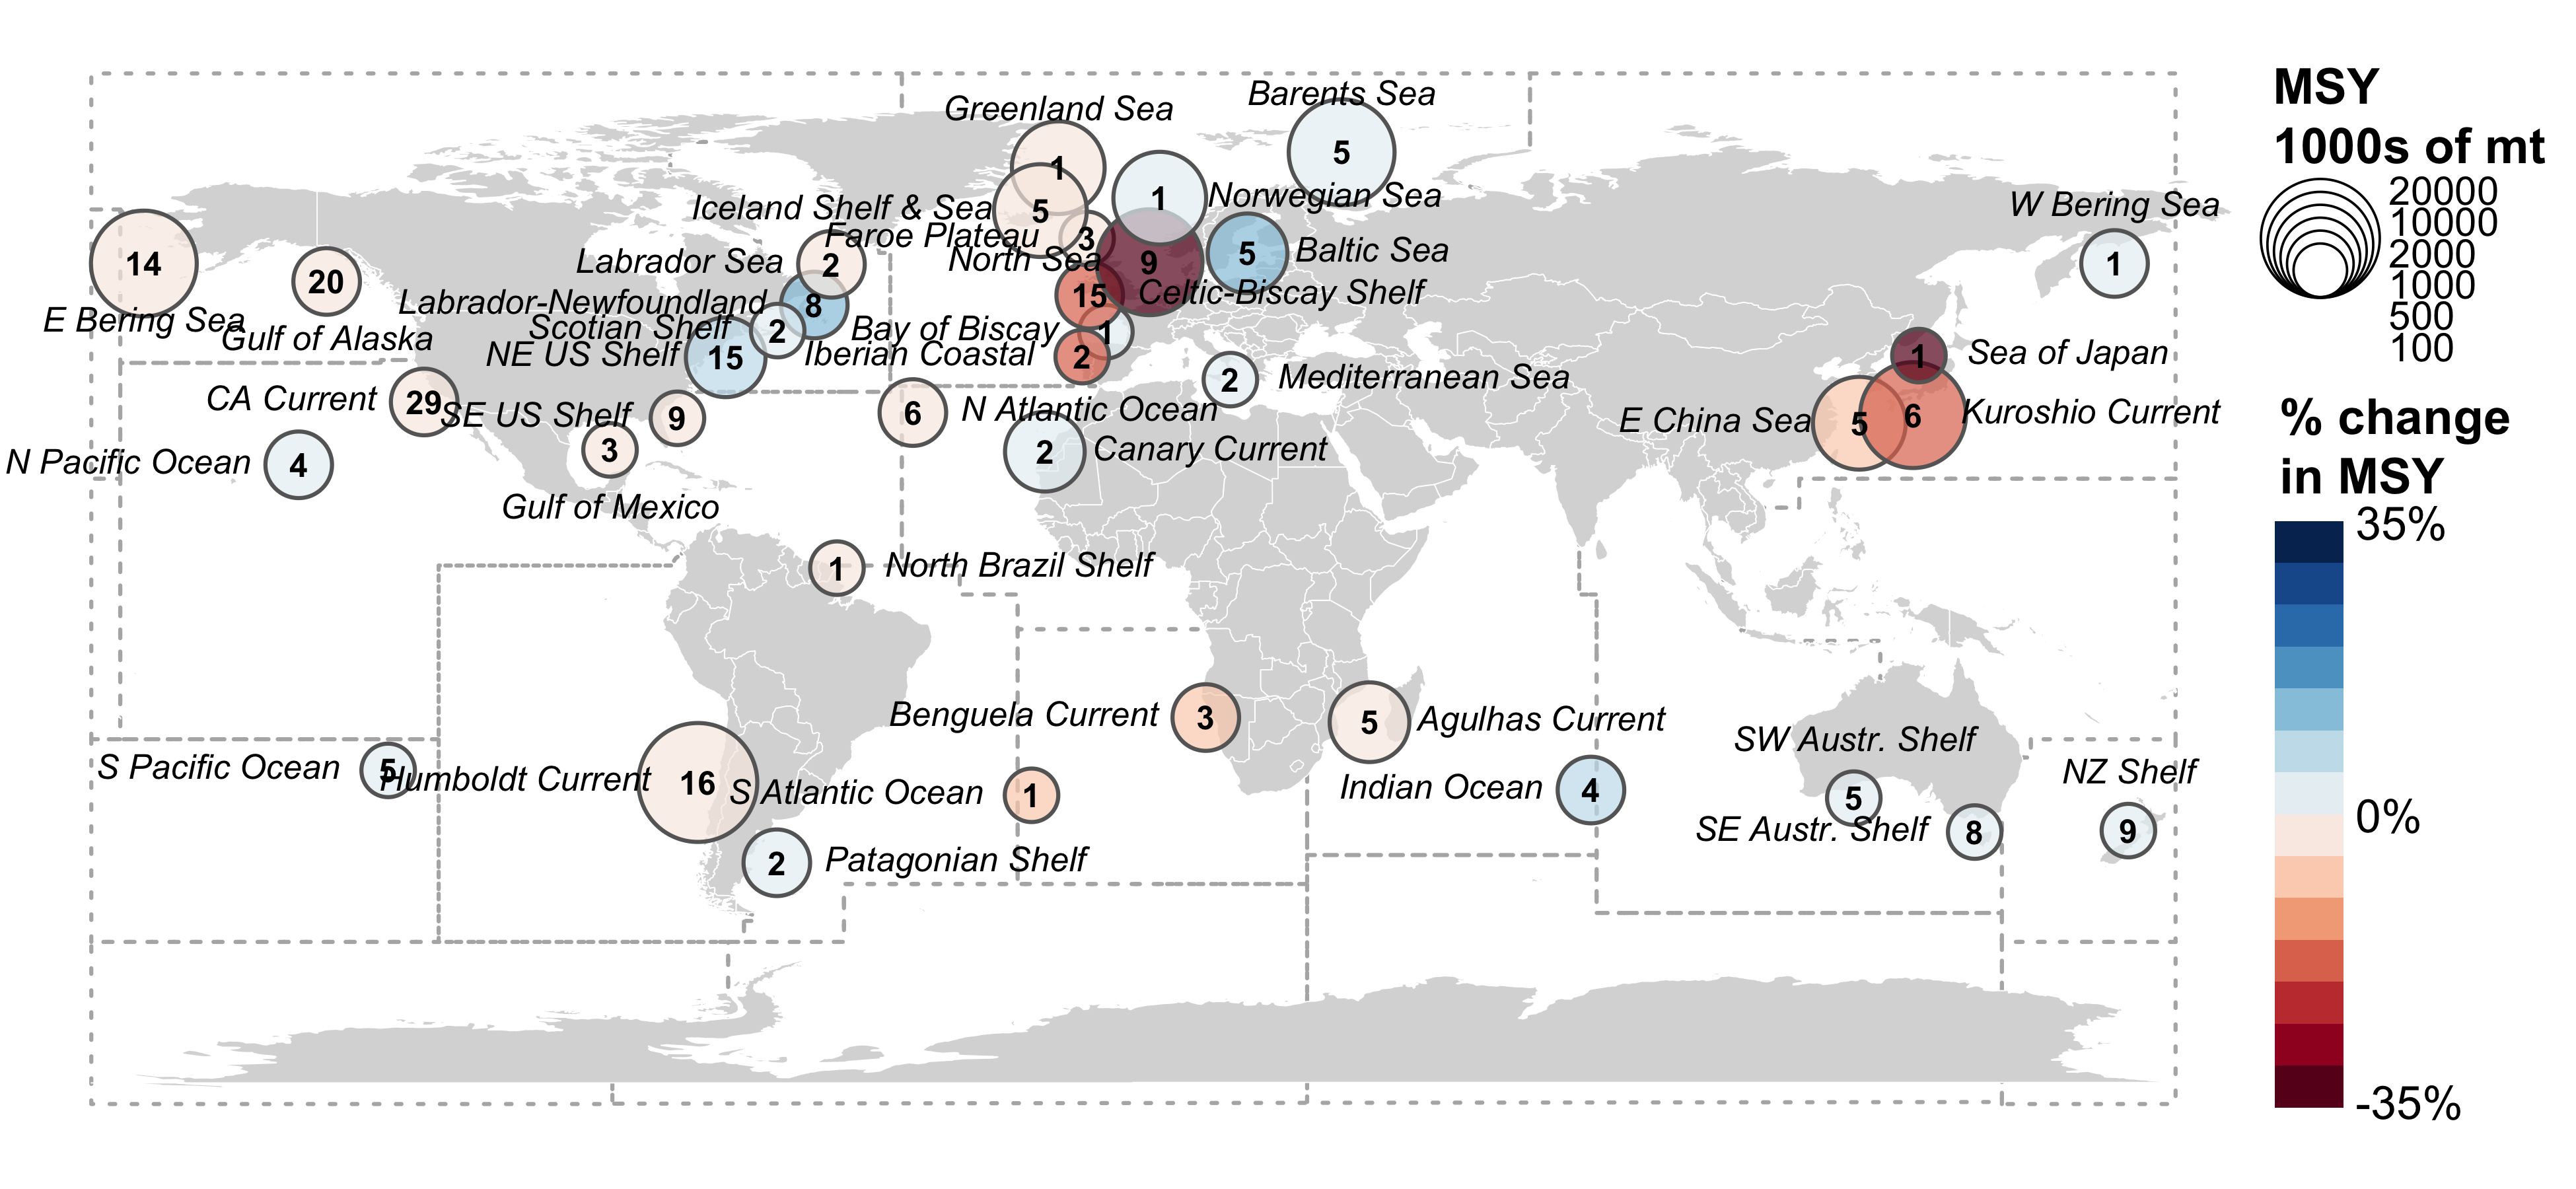 Greenland Sea
Barents Sea
1
5
Iceland Shelf & Sea
5
1
Norwegian Sea
W Bering Sea
1
Faroe Plateau
3
14
E Bering Sea
20
Gulf of Alaska
Labrador Sea
2
North Sea
9
5
Baltic Sea
Labrador-Newfoundland
8
15
Celtic-Biscay Shelf
Scotian Shelf
2
Bay of Biscay
1
NE US Shelf
15
Iberian Coastal
2
1
Sea of Japan
CA Current
29
SE US Shelf
9
6
N Atlantic Ocean
2
Mediterranean Sea
E China Sea
5
6
Kuroshio Current
N Pacific Ocean
4
3
Gulf of Mexico
2
Canary Current
1
North Brazil Shelf
Benguela Current
3
5
Agulhas Current
SW Austr. Shelf
5
S Pacific Ocean
5
Humboldt Current
16
S Atlantic Ocean
1
Indian Ocean
4
NZ Shelf
9
SE Austr. Shelf
8
2
Patagonian Shelf
MSY
1000s of mt
20000
10000
2000
1000
500
100
% change
in MSY
35%
0%
-35%